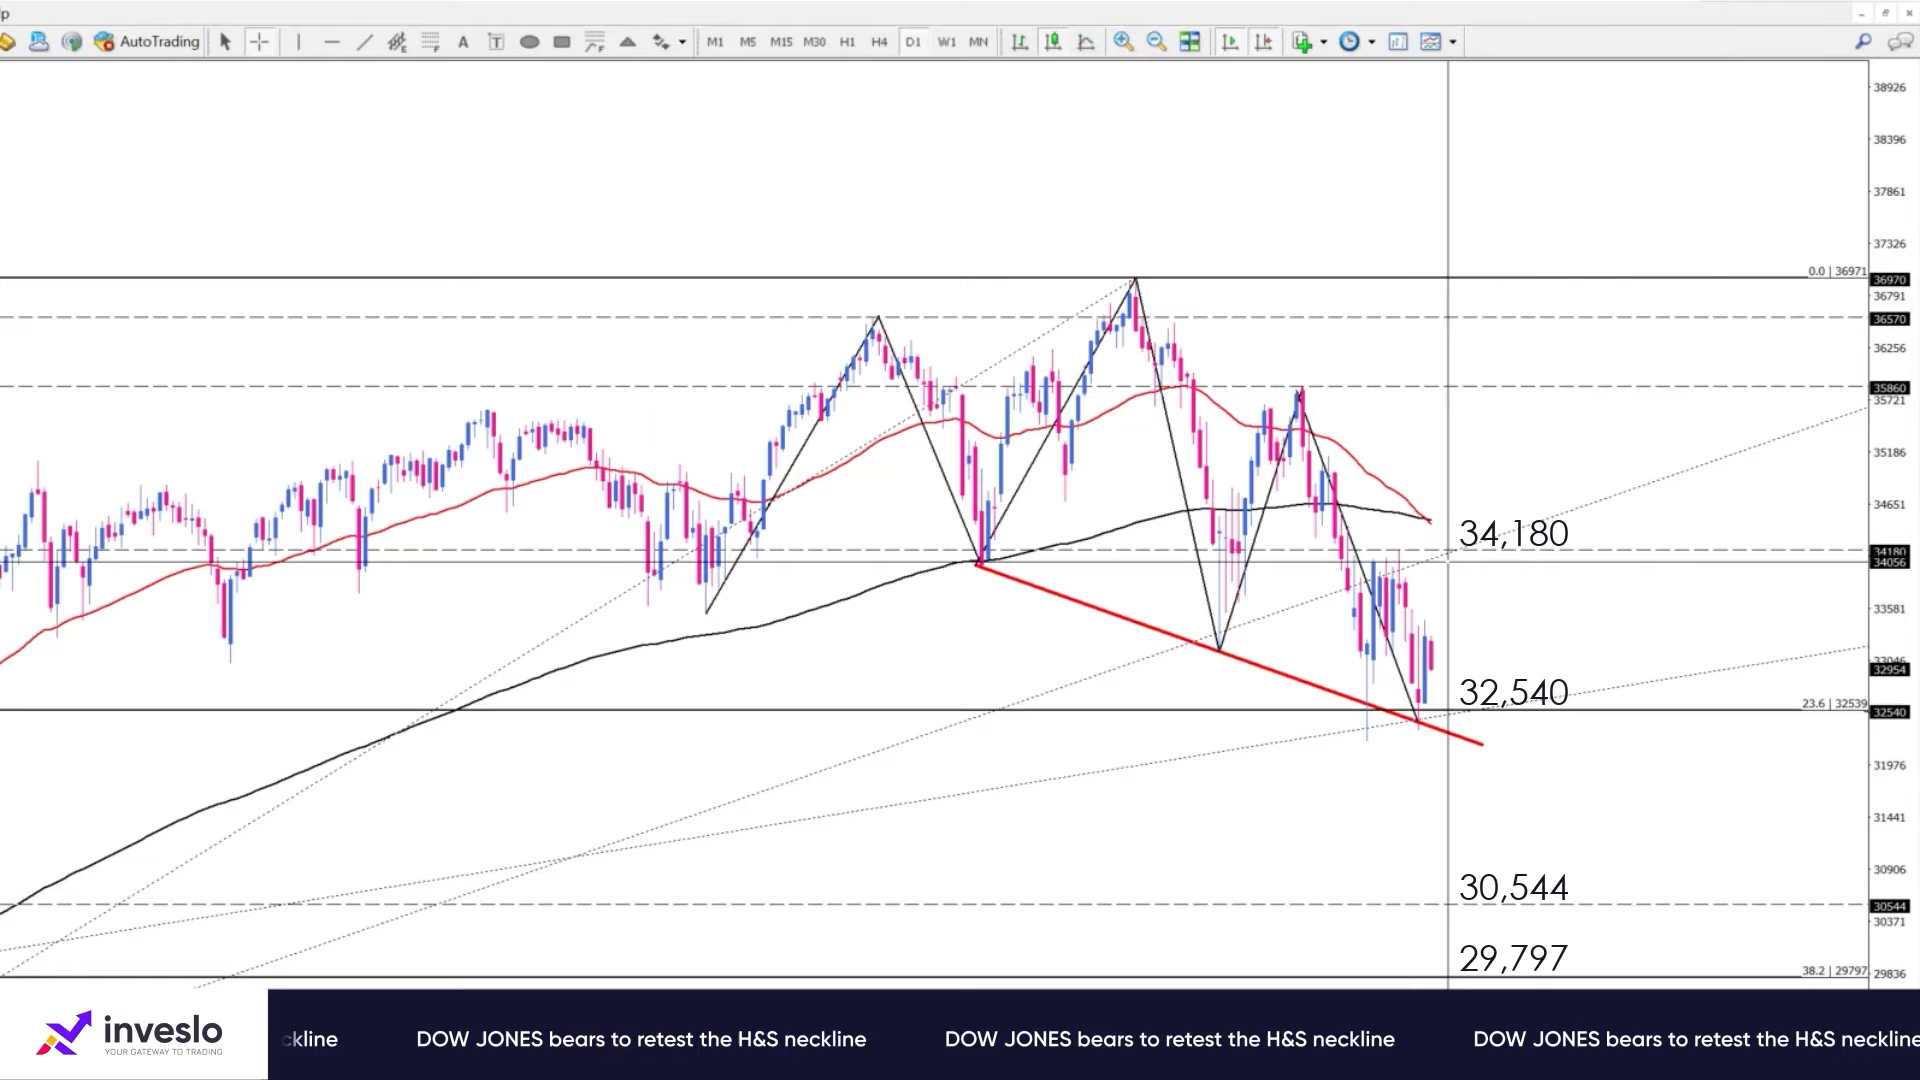 lp
AutoTrading
A
T
M1 M5 M15 M30 H1 H4 D1 W1 MN
38926
38396
37861
37326
0.0 | 36971
36970
36791
36570
36256
35860
35721
35186
34651
34,180
34180
34056
33581
33046
32954
32,540
23.6 | 32539
32540
31976
31441
30906
30,544
30544
30371
29,797
38.2 | 29797
29836
inveslo
YOUR GATEWAY TO TRADING
ckline DOW JONES bears to retest the H&S neckline DOW JONES bears to retest the H&S neckline DOW JONES bears to retest the H&S neckline